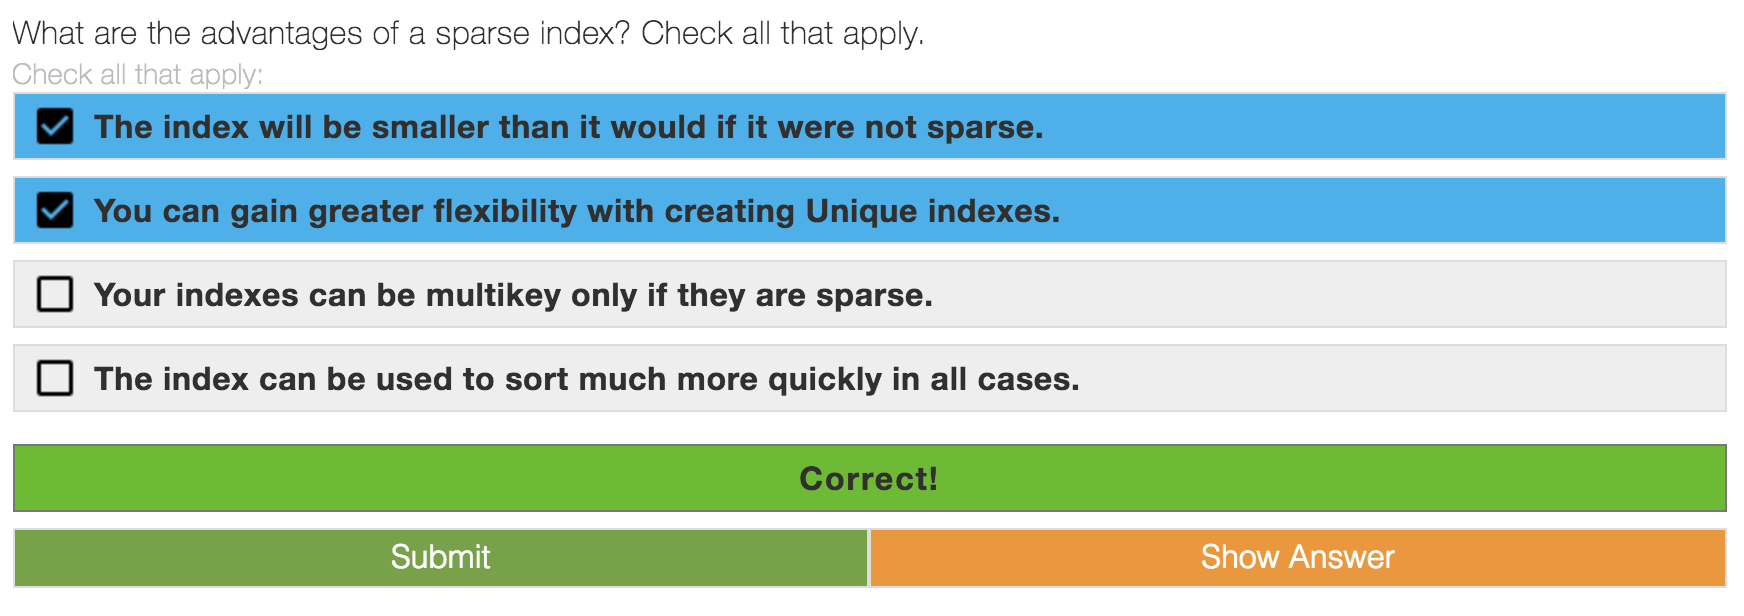 What are the advantages of a sparse index? Check all that apply.
Check all that apply:
The index will be smaller than it would if it were not sparse.
You can gain greater flexibility with creating Unique indexes.
Your indexes can be multikey only if they are sparse.
The index can be used to sort much more quickly in all cases.
Correct!
Submit
Show Answer